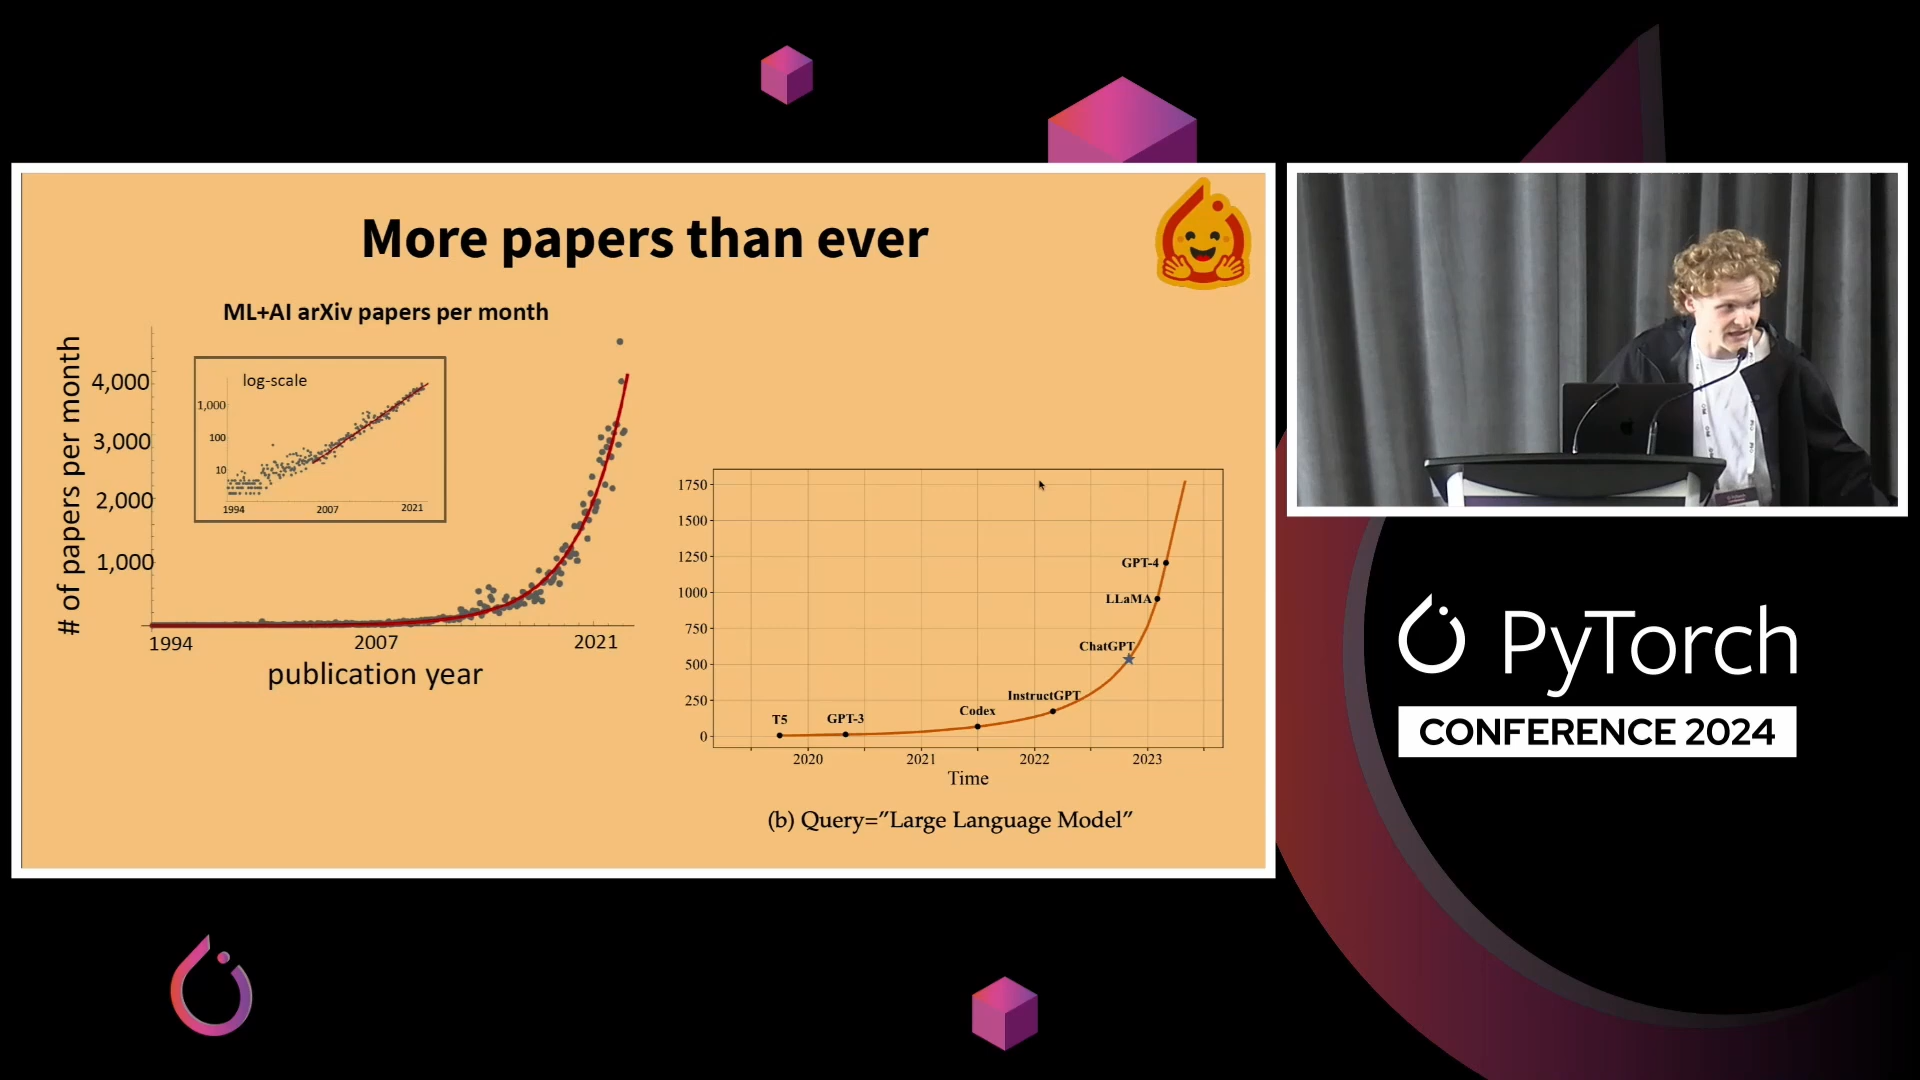 More papers than ever
ML+AI arXiv papers per month
# of papers per month
4,000
3,000
2,000
1,000
log-scale
1,000
100
10
1994
2007
2021
1994
2007
2021
publication year
1750
1500
1250
1000
750
500
250
0
T5
GPT-3
Codex
InstructGPT
ChatGPT
LLaMA
GPT-4
2020
2021
2022
2023
Time
(b) Query="Large Language Model"
PyTorch
CONFERENCE 2024